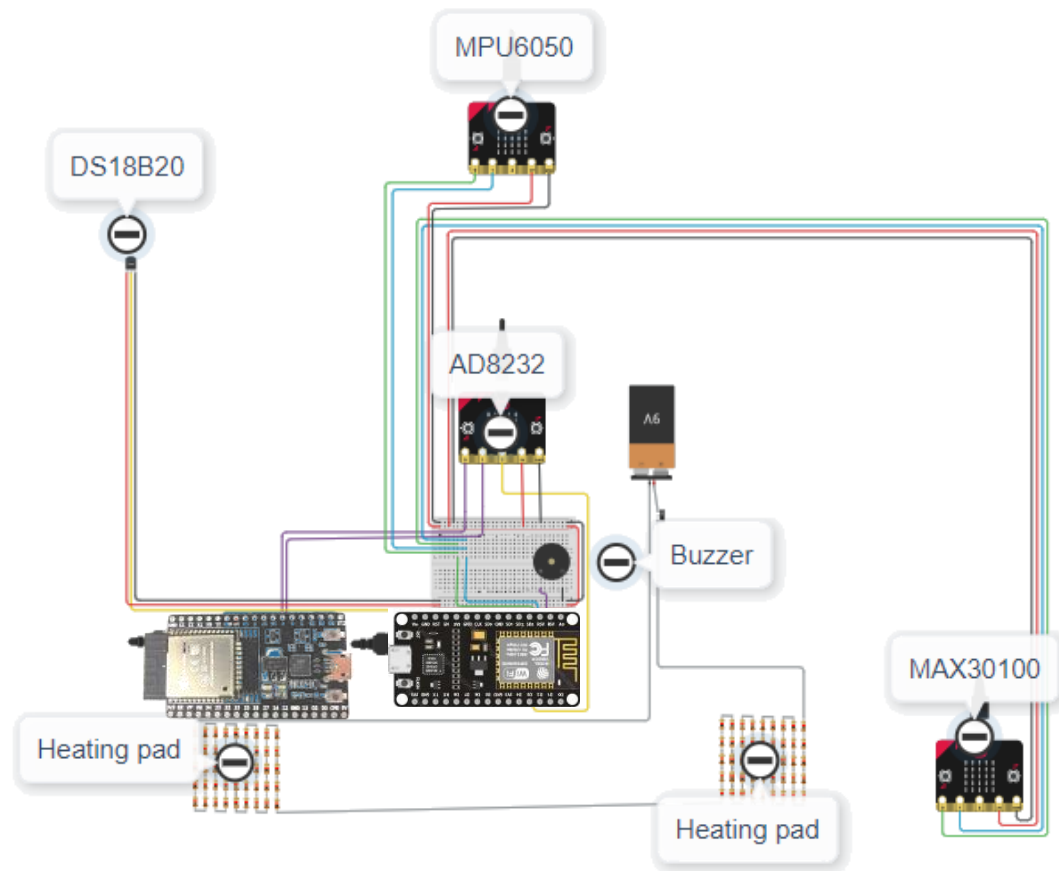 MPU6050
DS18B20
AD8232
9V
Buzzer
MAX30100
Heating pad
Heating pad